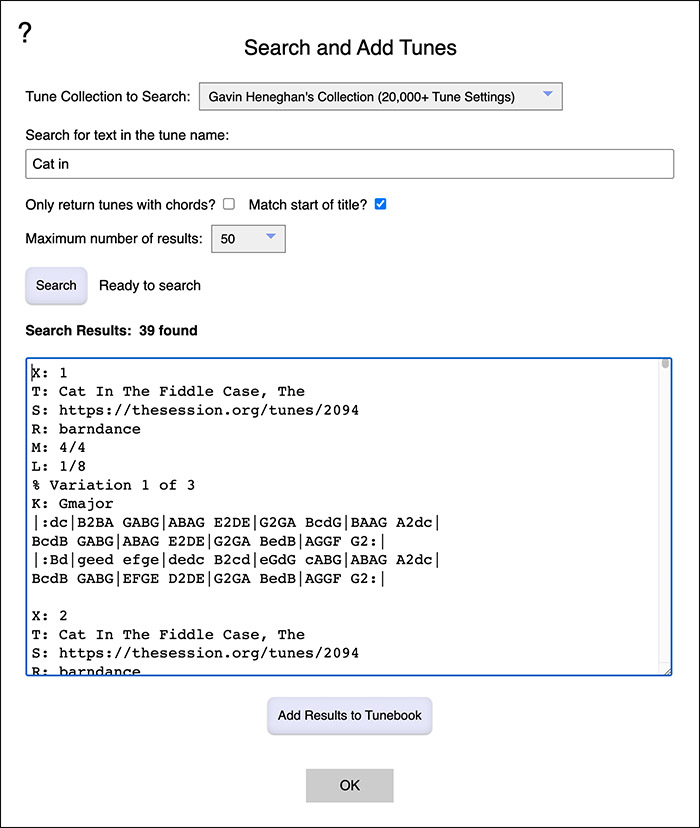 ?
Search and Add Tunes
Tune Collection to Search: Gavin Heneghan's Collection (20,000+ Tune Settings)
Search for text in the tune name:
Cat in
Only return tunes with chords? Match start of title?
Maximum number of results: 50
Search Ready to search
Search Results: 39 found
X: 1
T: Cat In The Fiddle Case, The
S: https://thesession.org/tunes/2094
R: barndance
M: 4/4
L: 1/8
% Variation 1 of 3
K: Gmajor
|:dc|B2BA GABG|ABAG E2DE|G2GA BcdG|BAAG A2dc|
BcdB GABG|ABAG E2DE|G2GA BedB|AGGF G2:|
|:Bd|geed efge|dedc B2cd|eGdG cABG|ABAG A2dc|
BcdB GABG|EFGE D2DE|G2GA BedB|AGGF G2:|
X: 2
T: Cat In The Fiddle Case, The
S: https://thesession.org/tunes/2094
R: barndance
Add Results to Tunebook
OK